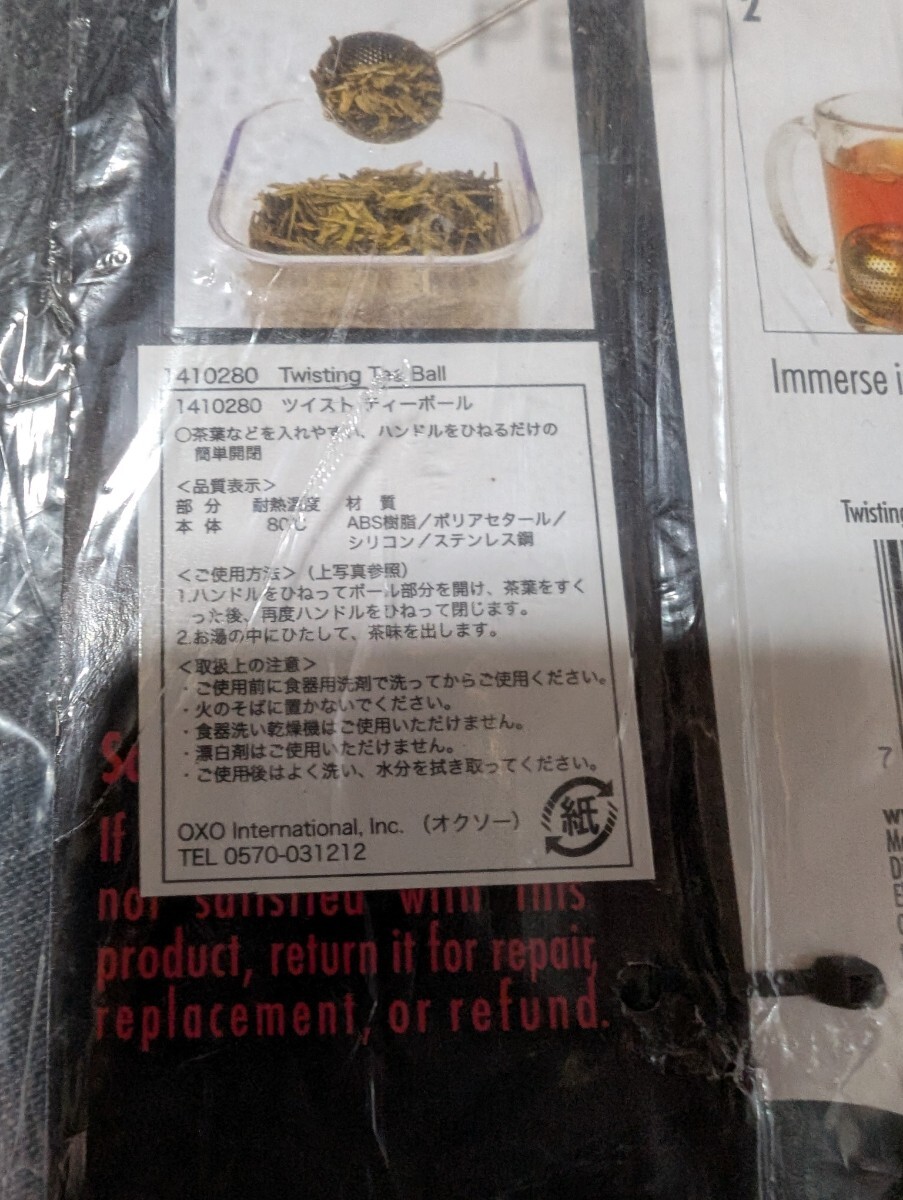 2
1410280 Twisting Tea Ball
1410280 ツイスト ティーボール
○茶葉などを入れやすい、ハンドルをひねるだけの
簡単開閉
<品質表示>
部 分 耐熱温度 材 質
本 体 80℃ ABS樹脂/ポリアセタール/
シリコン/ステンレス鋼
<ご使用方法>(上写真参照)
1.ハンドルをひねってボール部分を開け、茶葉をすく
った後、再度ハンドルをひねって閉じます。
2.お湯の中にひたして、茶味を出します。
<取扱上の注意>
・ご使用前に食器用洗剤で洗ってからご使用ください。
・火のそばに置かないでください。
・食器洗い乾燥機はご使用いただけません。
・漂白剤はご使用いただけません。
・ご使用後はよく洗い、水分を拭き取ってください。
OXO International, Inc. (オクソー)
TEL 0570-031212
紙
If
not satisfied with this
product, return it for repair,
replacement, or refund.
Immerse
Twisting
7